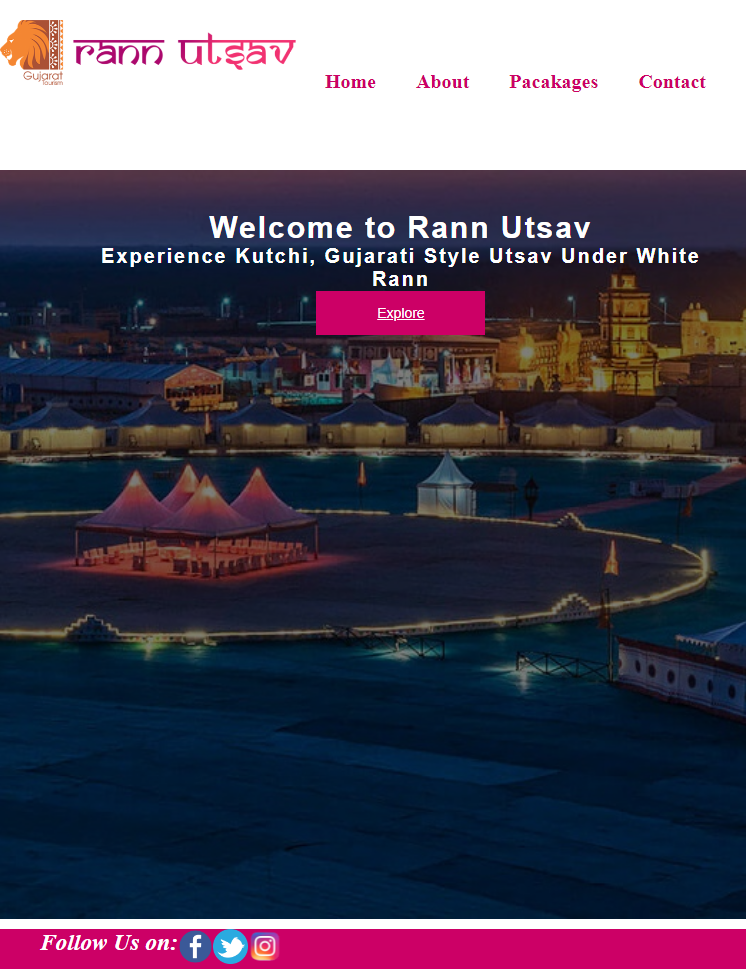 Rann Utsav
Gujarat
Tourism
Home About Pacakages Contact
Welcome to Rann Utsav
Experience Kutchi, Gujarati Style Utsav Under White
Rann
Explore
Follow Us on: